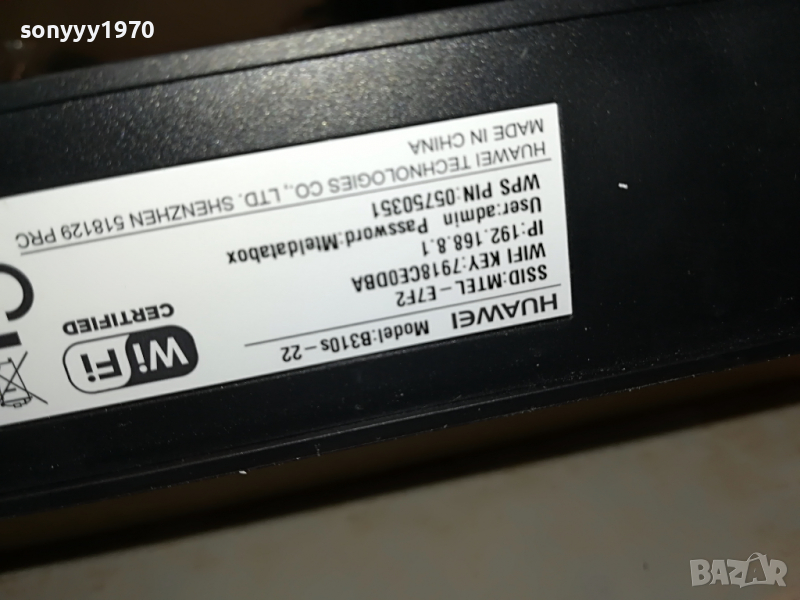 sonyyy1970
HUAWEI Model:B310s-22
SSID:MTEL-E7F2
WIFI KEY:7918CE0DBA
IP:192.168.8.1
User:admin Password:Mteldatabox
WPS PIN:05750351
HUAWEI TECHNOLOGIES CO., LTD. SHENZHEN 518129 PRC
MADE IN CHINA
WiFi
CERTIFIED
BAZAR